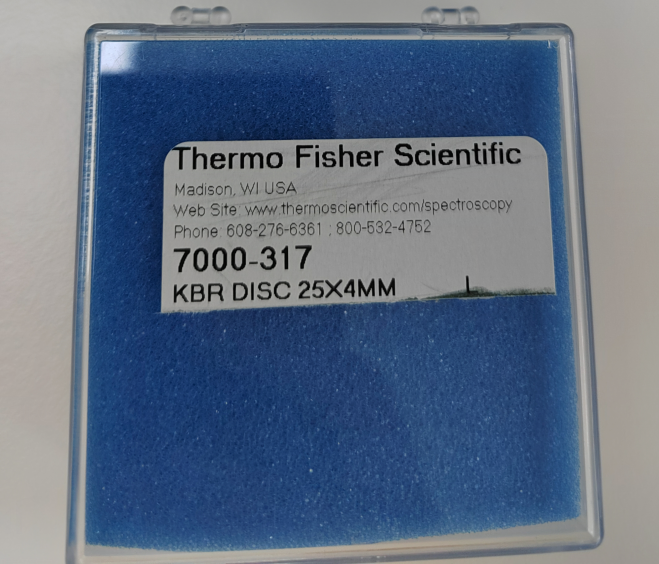 Thermo Fisher Scientific
Madison, WI USA
Web Site: www.thermoscientific.com/spectroscopy
Phone: 608-276-6361 ; 800-532-4752
7000-317
KBR DISC 25X4MM